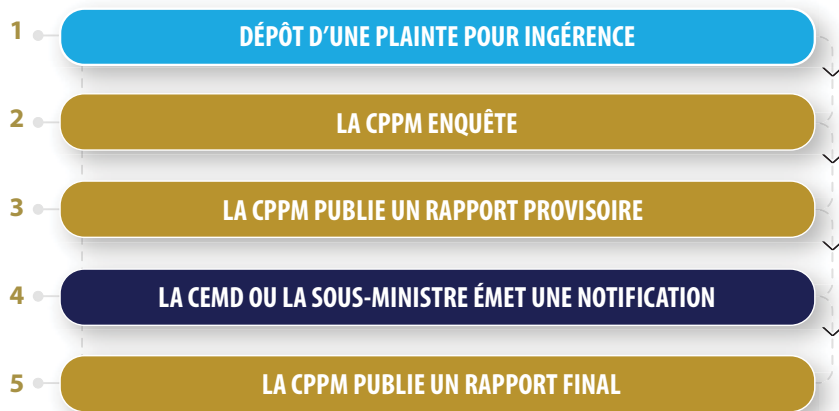 1 DÉPÔT D’UNE PLAINTE POUR INGÉRENCE
2 LA CPPM ENQUÊTE
3 LA CPPM PUBLIE UN RAPPORT PROVISOIRE
4 LA CEMD OU LA SOUS-MINISTRE ÉMET UNE NOTIFICATION
5 LA CPPM PUBLIE UN RAPPORT FINAL